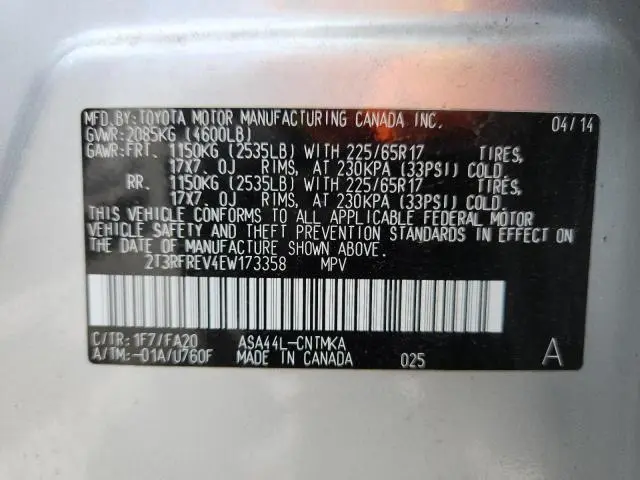 MFD.BY:TOYOTA MOTOR MANUFACTURING CANADA INC. 04/14
GVWR:2085KG (4600LB)
GAWR:FRT. 1150KG (2535LB) WITH 225/65R17 TIRES,
17X7.0J RIMS, AT 230KPA (33PSI) COLD.
RR. 1150KG (2535LB) WITH 225/65R17 TIRES,
17X7.0J RIMS, AT 230KPA (33PSI) COLD.
THIS VEHICLE CONFORMS TO ALL APPLICABLE FEDERAL MOTOR
VEHICLE SAFETY AND THEFT PREVENTION STANDARDS IN EFFECT ON
THE DATE OF MANUFACTURE SHOWN ABOVE.
2T3RFREV4EW173358 MPV
C/TR:1F7/FA20 ASA44L-CNTMKA
A/TM:-01A/U760F MADE IN CANADA 025 A